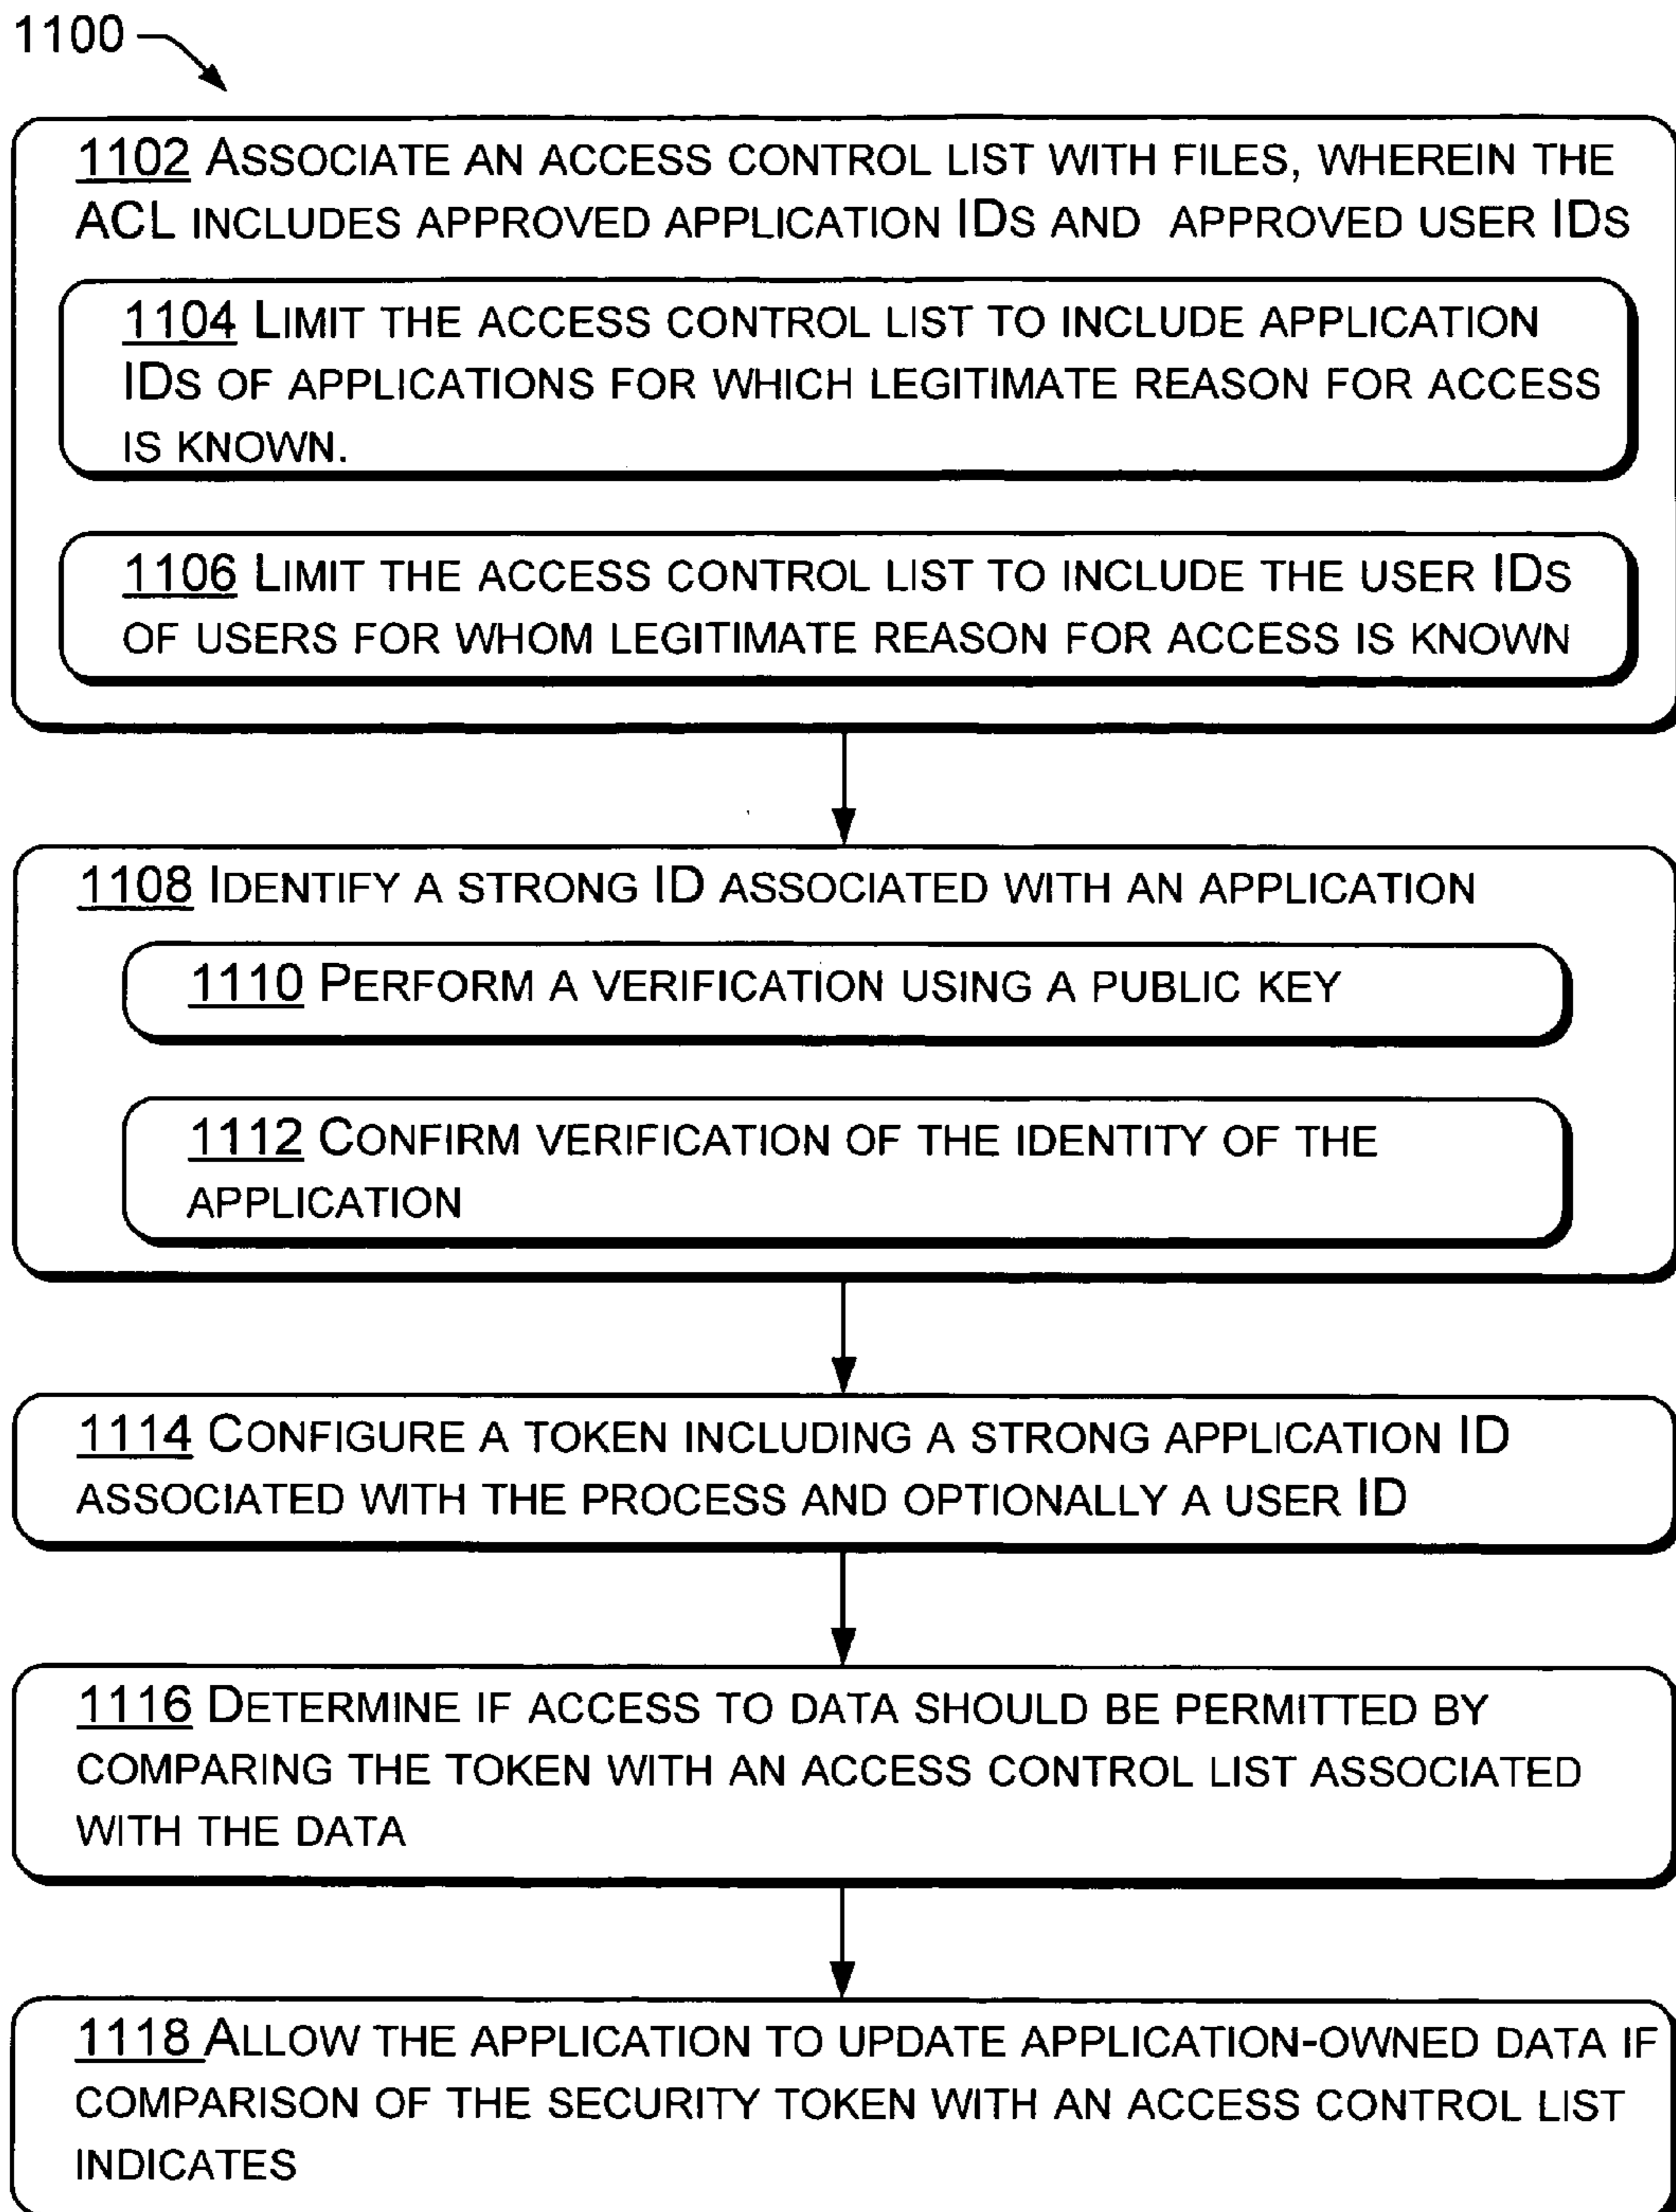 1100
1102 ASSOCIATE AN ACCESS CONTROL LIST WITH FILES, WHEREIN THE
ACL INCLUDES APPROVED APPLICATION IDS AND APPROVED USER IDS
1104 LIMIT THE ACCESS CONTROL LIST TO INCLUDE APPLICATION
IDS OF APPLICATIONS FOR WHICH LEGITIMATE REASON FOR ACCESS
IS KNOWN.
1106 LIMIT THE ACCESS CONTROL LIST TO INCLUDE THE USER IDS
OF USERS FOR WHOM LEGITIMATE REASON FOR ACCESS IS KNOWN
1108 IDENTIFY A STRONG ID ASSOCIATED WITH AN APPLICATION
1110 PERFORM A VERIFICATION USING A PUBLIC KEY
1112 CONFIRM VERIFICATION OF THE IDENTITY OF THE
APPLICATION
1114 CONFIGURE A TOKEN INCLUDING A STRONG APPLICATION ID
ASSOCIATED WITH THE PROCESS AND OPTIONALLY A USER ID
1116 DETERMINE IF ACCESS TO DATA SHOULD BE PERMITTED BY
COMPARING THE TOKEN WITH AN ACCESS CONTROL LIST ASSOCIATED
WITH THE DATA
1118 ALLOW THE APPLICATION TO UPDATE APPLICATION-OWNED DATA IF
COMPARISON OF THE SECURITY TOKEN WITH AN ACCESS CONTROL LIST
INDICATES